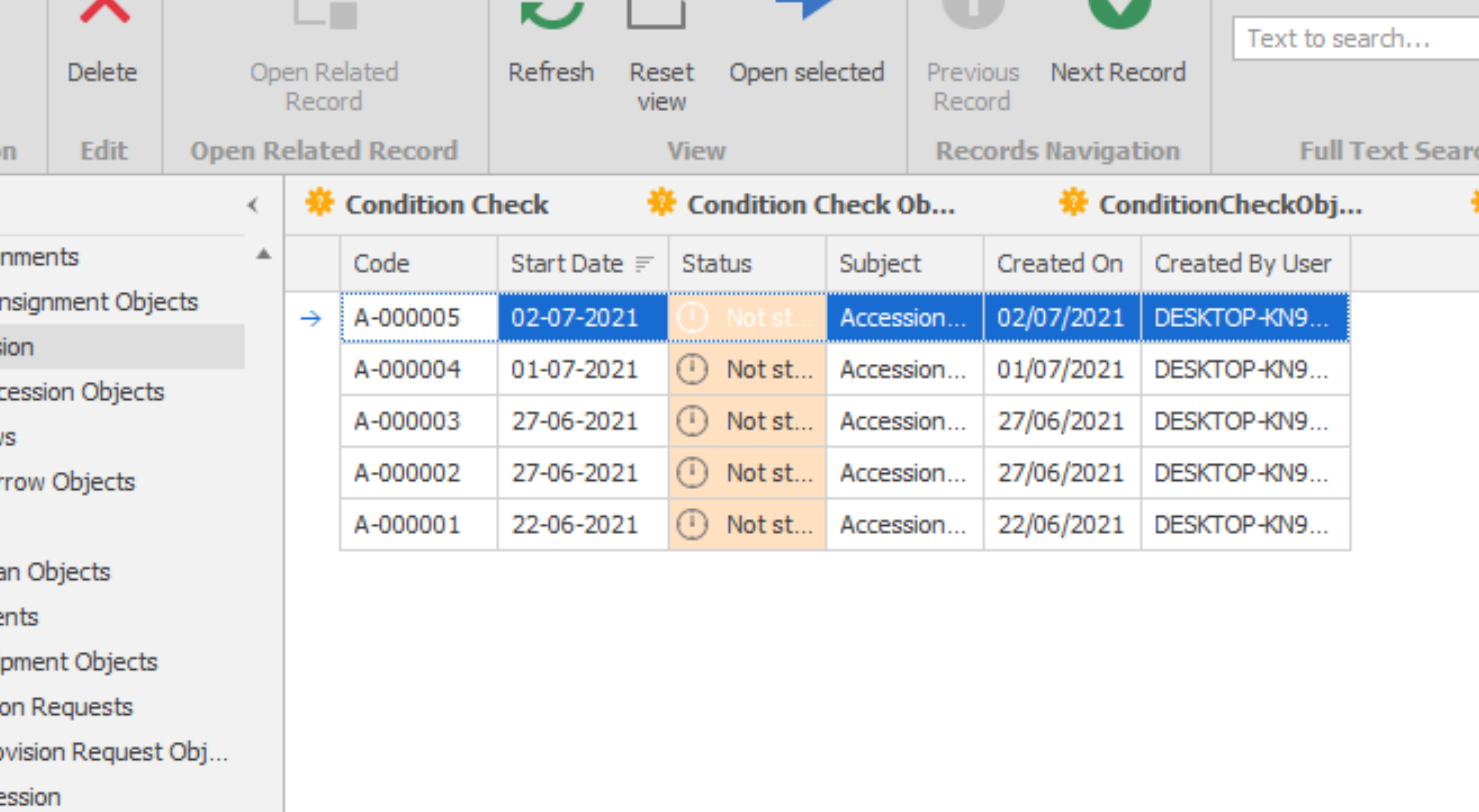 Delete
Open Related
Record
Refresh
Reset
view
Open selected
Previous
Record
Next Record
Text to search...
Edit
Open Related Record
View
Records Navigation
Full Text Sear
Condition Check
Condition Check Ob...
ConditionCheckObj...
Code Start Date Status Subject Created On Created By User
A-000005 02-07-2021 Not st... Accession... 02/07/2021 DESKTOP-KN9...
A-000004 01-07-2021 Not st... Accession... 01/07/2021 DESKTOP-KN9...
A-000003 27-06-2021 Not st... Accession... 27/06/2021 DESKTOP-KN9...
A-000002 27-06-2021 Not st... Accession... 27/06/2021 DESKTOP-KN9...
A-000001 22-06-2021 Not st... Accession... 22/06/2021 DESKTOP-KN9...
nments
nsignment Objects
sion
cession Objects
ws
rrow Objects
an Objects
ents
pment Objects
on Requests
ovision Request Obj...
ession